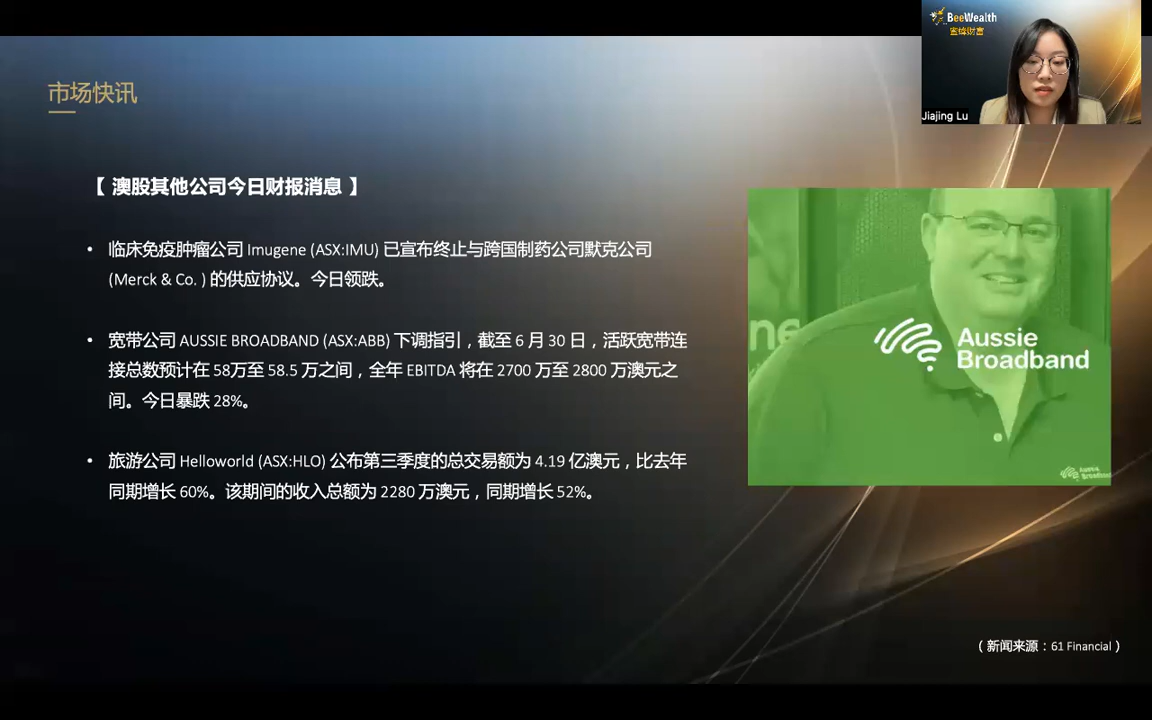 BeeWealth
蜜蜂财富
Jiajing Lu
市场快讯
【 澳股其他公司今日财报消息 】
• 临床免疫肿瘤公司 Imugene (ASX:IMU) 已宣布终止与跨国制药公司默克公司
(Merck & Co. ) 的供应协议。今日领跌。
• 宽带公司 AUSSIE BROADBAND (ASX:ABB) 下调指引，截至 6 月 30 日，活跃宽带连
接总数预计在 58万至 58.5 万之间，全年 EBITDA 将在 2700 万至 2800 万澳元之
间。今日暴跌 28%。
• 旅游公司 Helloworld (ASX:HLO) 公布第三季度的总交易额为 4.19 亿澳元，比去年
同期增长 60%。该期间的收入总额为 2280 万澳元，同期增长 52%。
ne
Aussie
Broadband
Aussie
Broadband
（ 新闻来源：61 Financial ）